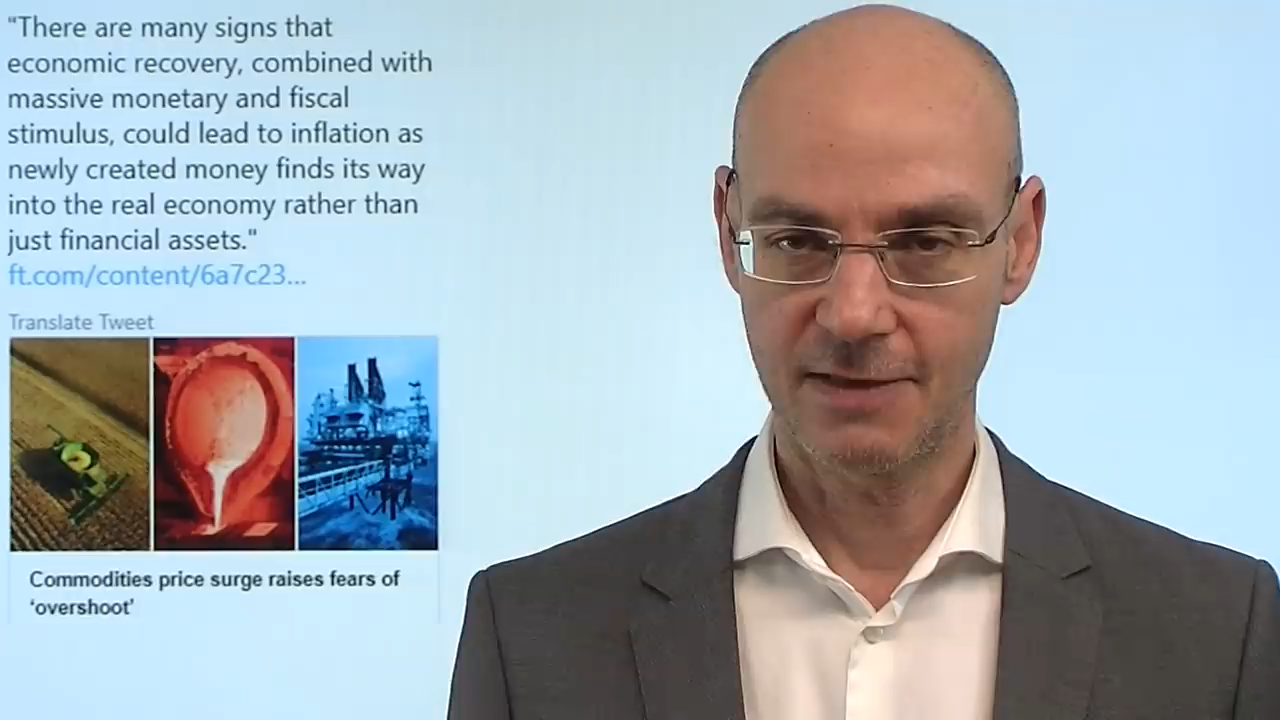 "There are many signs that
economic recovery, combined with
massive monetary and fiscal
stimulus, could lead to inflation as
newly created money finds its way
into the real economy rather than
just financial assets."
ft.com/content/6a7c23...
Translate Tweet
Commodities price surge raises fears of
‘overshoot’